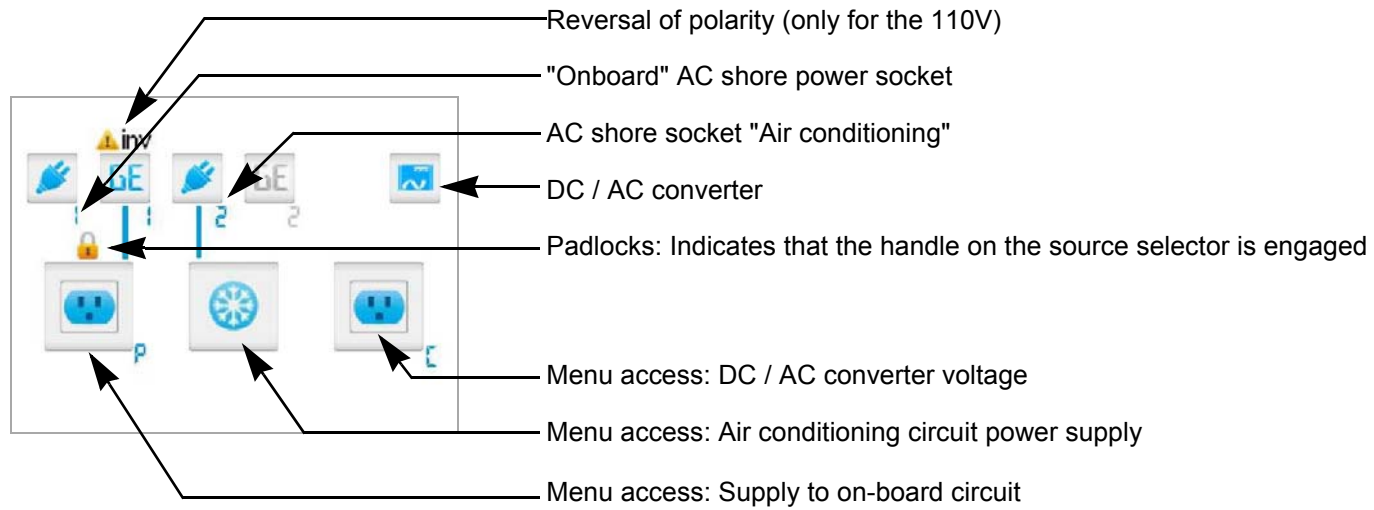 Reversal of polarity (only for the 110V)
"Onboard" AC shore power socket
AC shore socket "Air conditioning"
inv
GE GE
DC / AC converter
1 1 2 2
Padlocks: Indicates that the handle on the source selector is engaged
P C
Menu access: DC / AC converter voltage
Menu access: Air conditioning circuit power supply
Menu access: Supply to on-board circuit